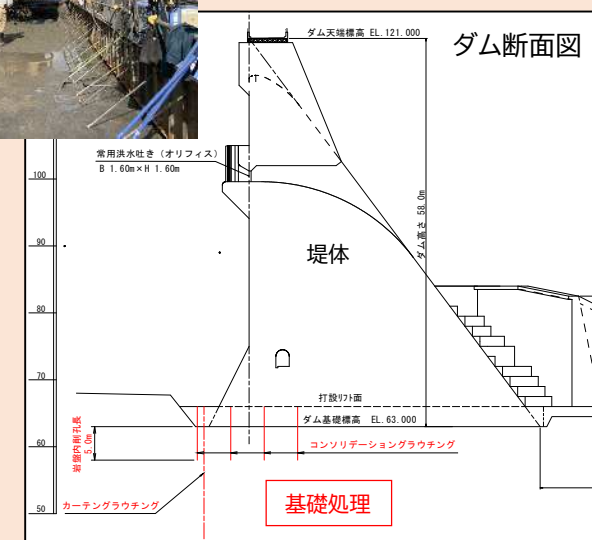 ダム断面図
ダム天端標高 EL.121.000
常用洪水吐き（オリフィス）
B 1.60m×H 1.60m
100
90
80
70
60
50
ダム高さ 58.0m
堤体
打設リフト面
ダム基礎標高 EL.63.000
岩盤内削孔長
5.0m
コンソリデーショングラウチング
カーテングラウチング
基礎処理